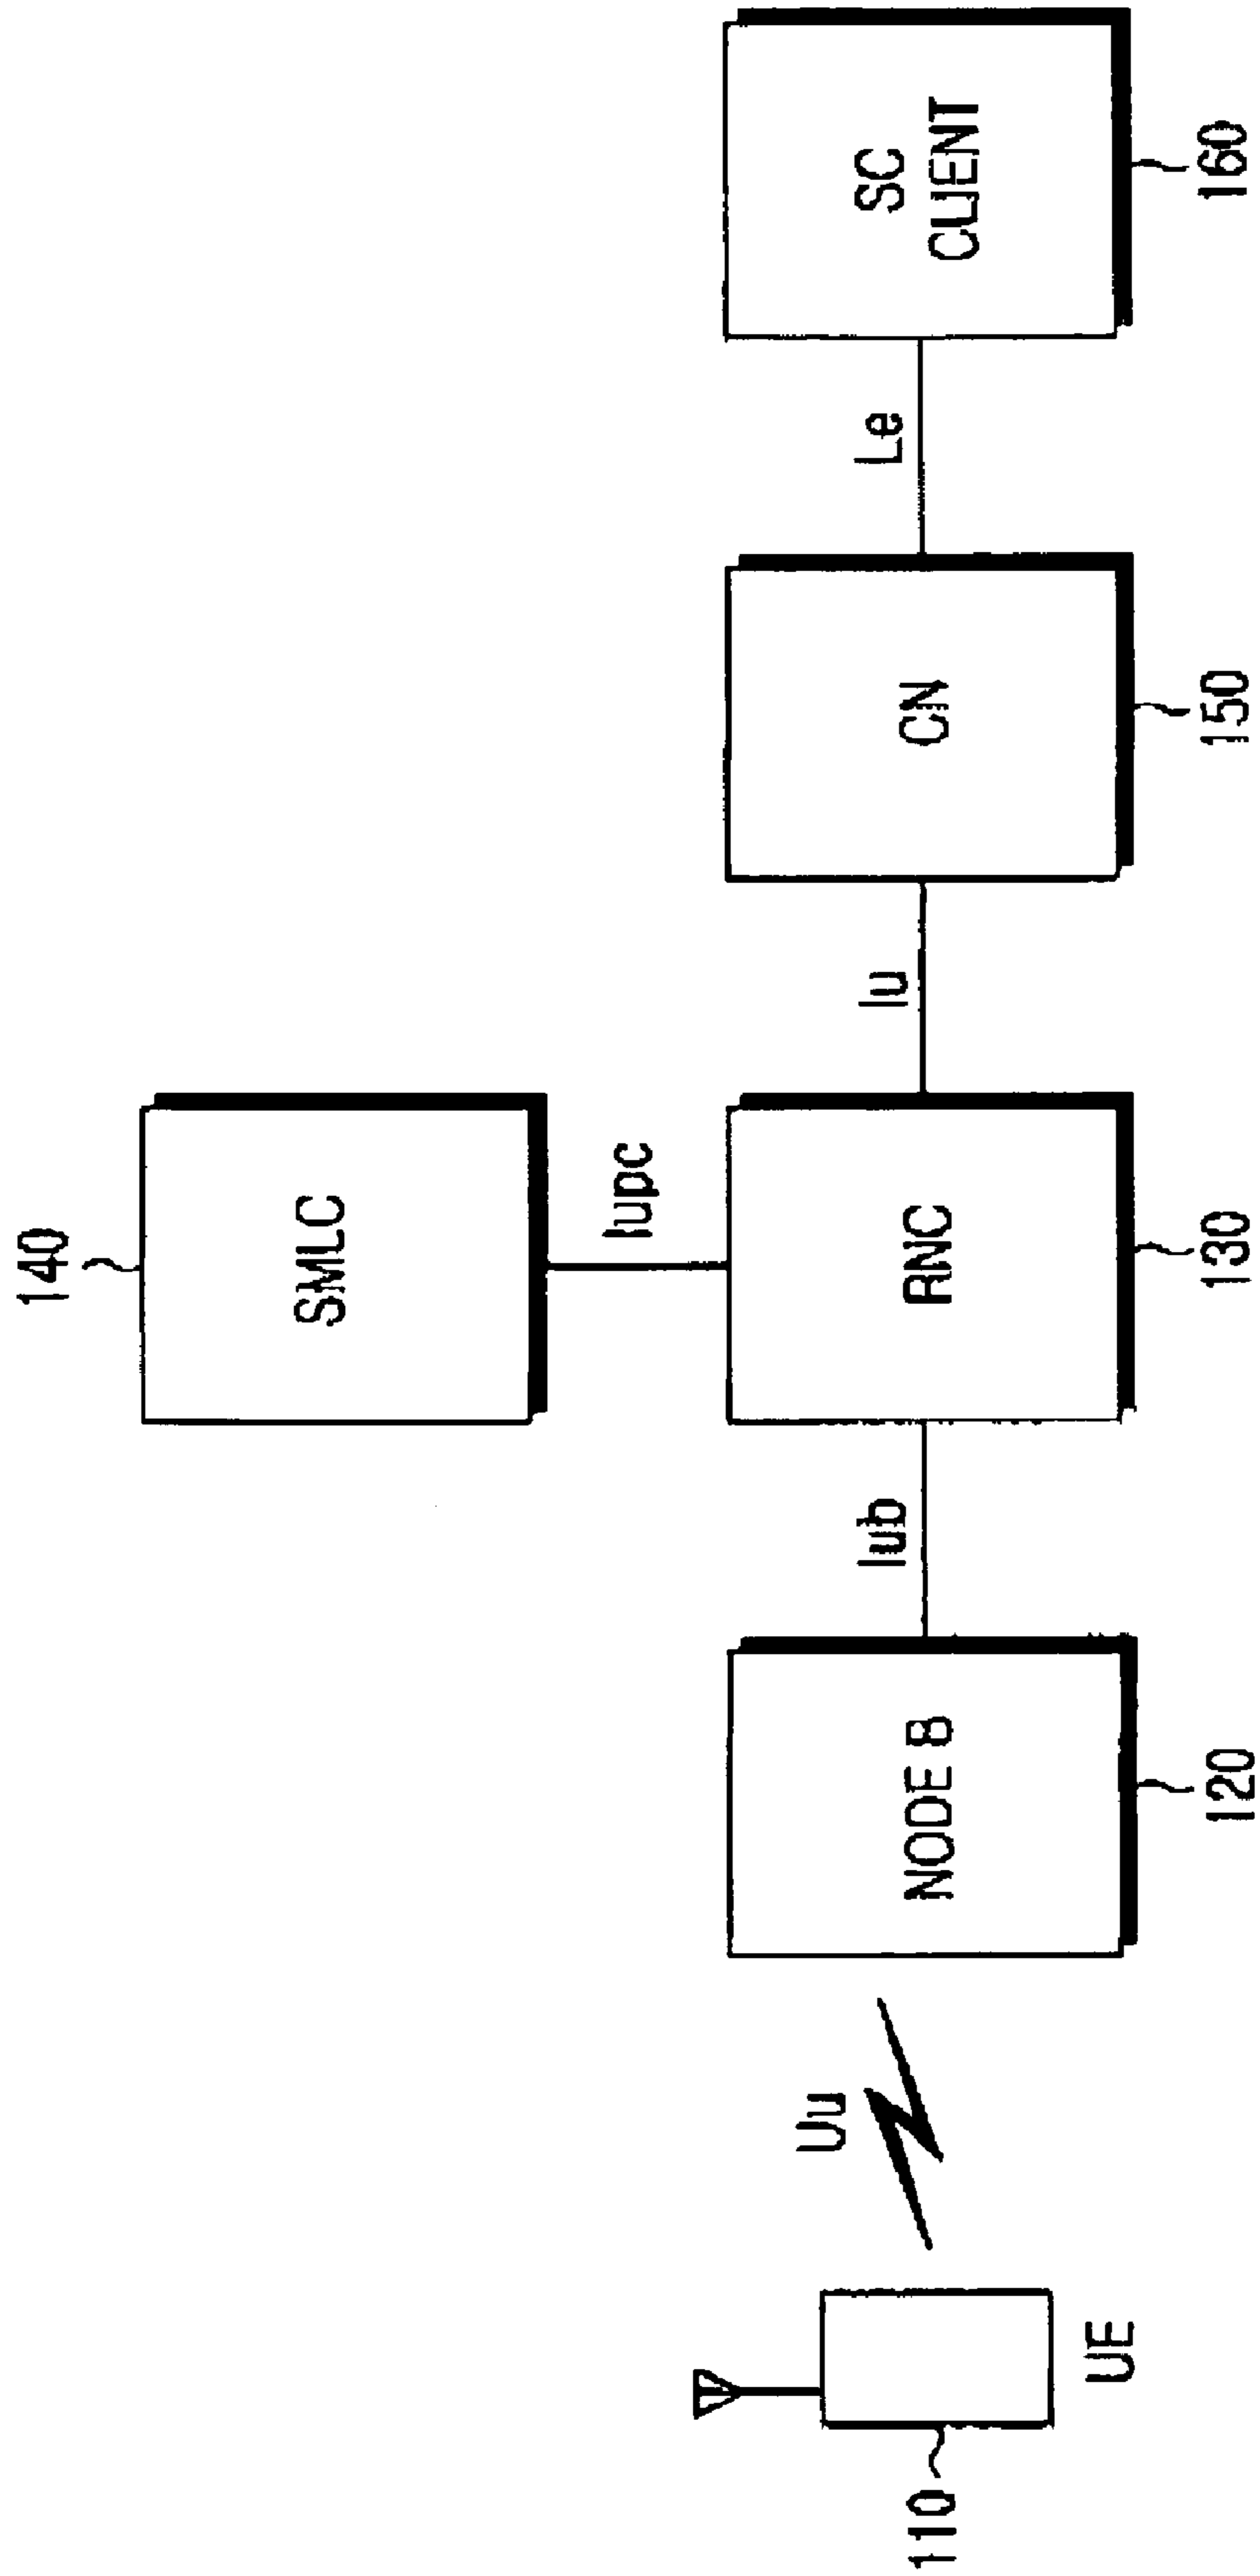 140
SMLC
Iupc
Uu
Iub
Iu
Le
NODE B
RNC
CN
SC
CLIENT
110
UE
120
130
150
160